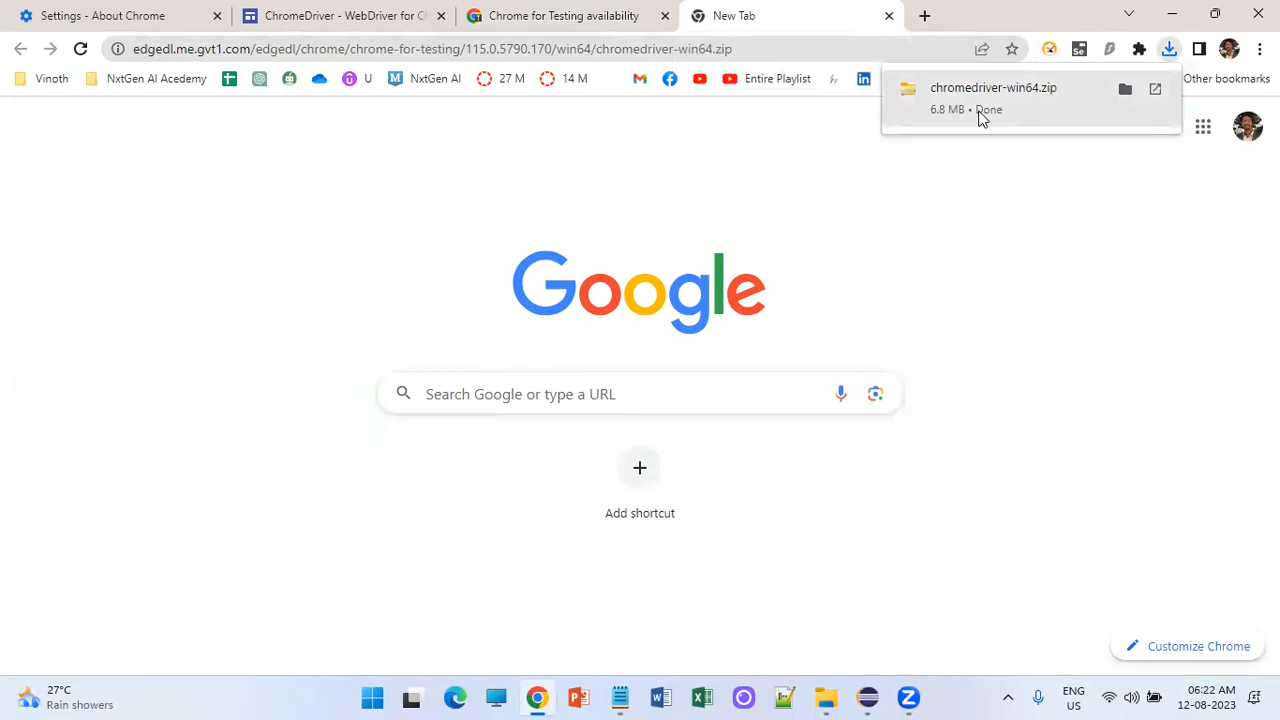 Settings - About Chrome
ChromeDriver - WebDriver for C
Chrome for Testing availability
New Tab
edgedl.me.gvt1.com/edgedl/chrome/chrome-for-testing/115.0.5790.170/win64/chromedriver-win64.zip
Vinoth
NxtGen AI Acedemy
U
NxtGen AI
27 M
14 M
Entire Playlist
Other bookmarks
chromedriver-win64.zip
6.8 MB • Done
Google
Search Google or type a URL
Add shortcut
Customize Chrome
27°C
Rain showers
ENG
US
06:22 AM
12-08-2023